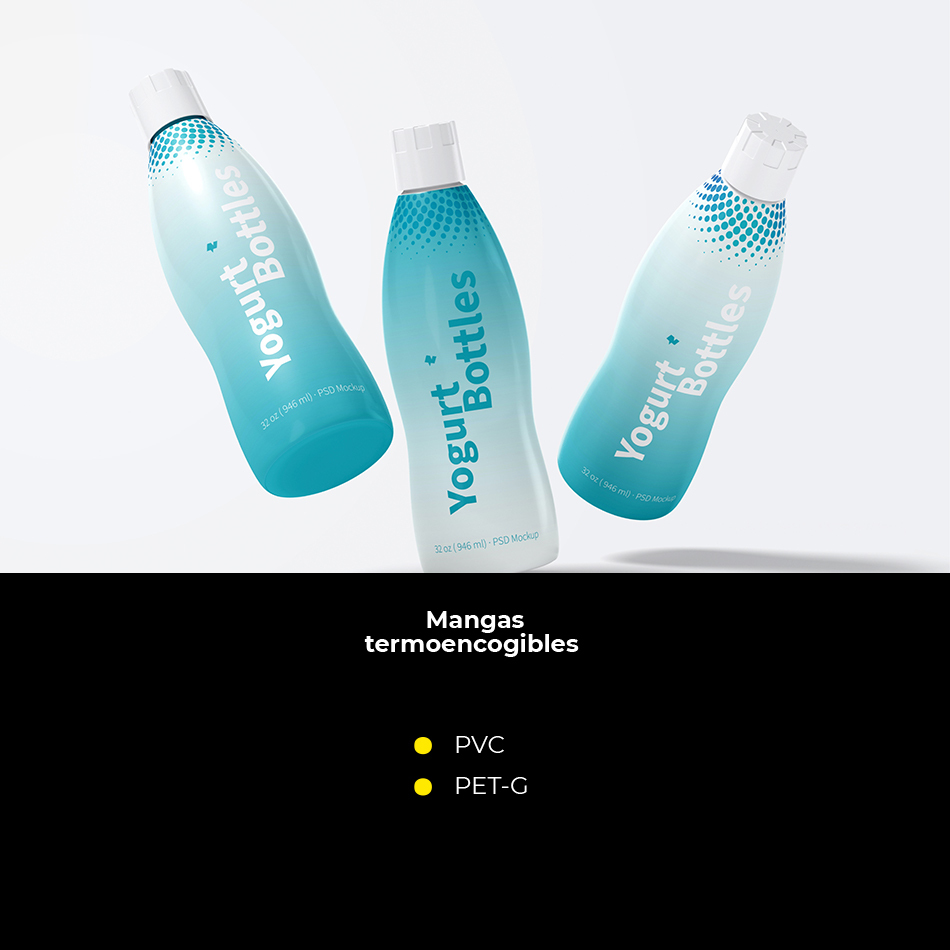 Yogurt
Bottles
32 oz ( 946 ml) · PSD Mockup
Yogurt
Bottles
32 oz ( 946 ml) · PSD Mockup
Yogurt
Bottles
32 oz ( 946 ml) · PSD Mockup
Mangas
termoencogibles
PVC
PET-G